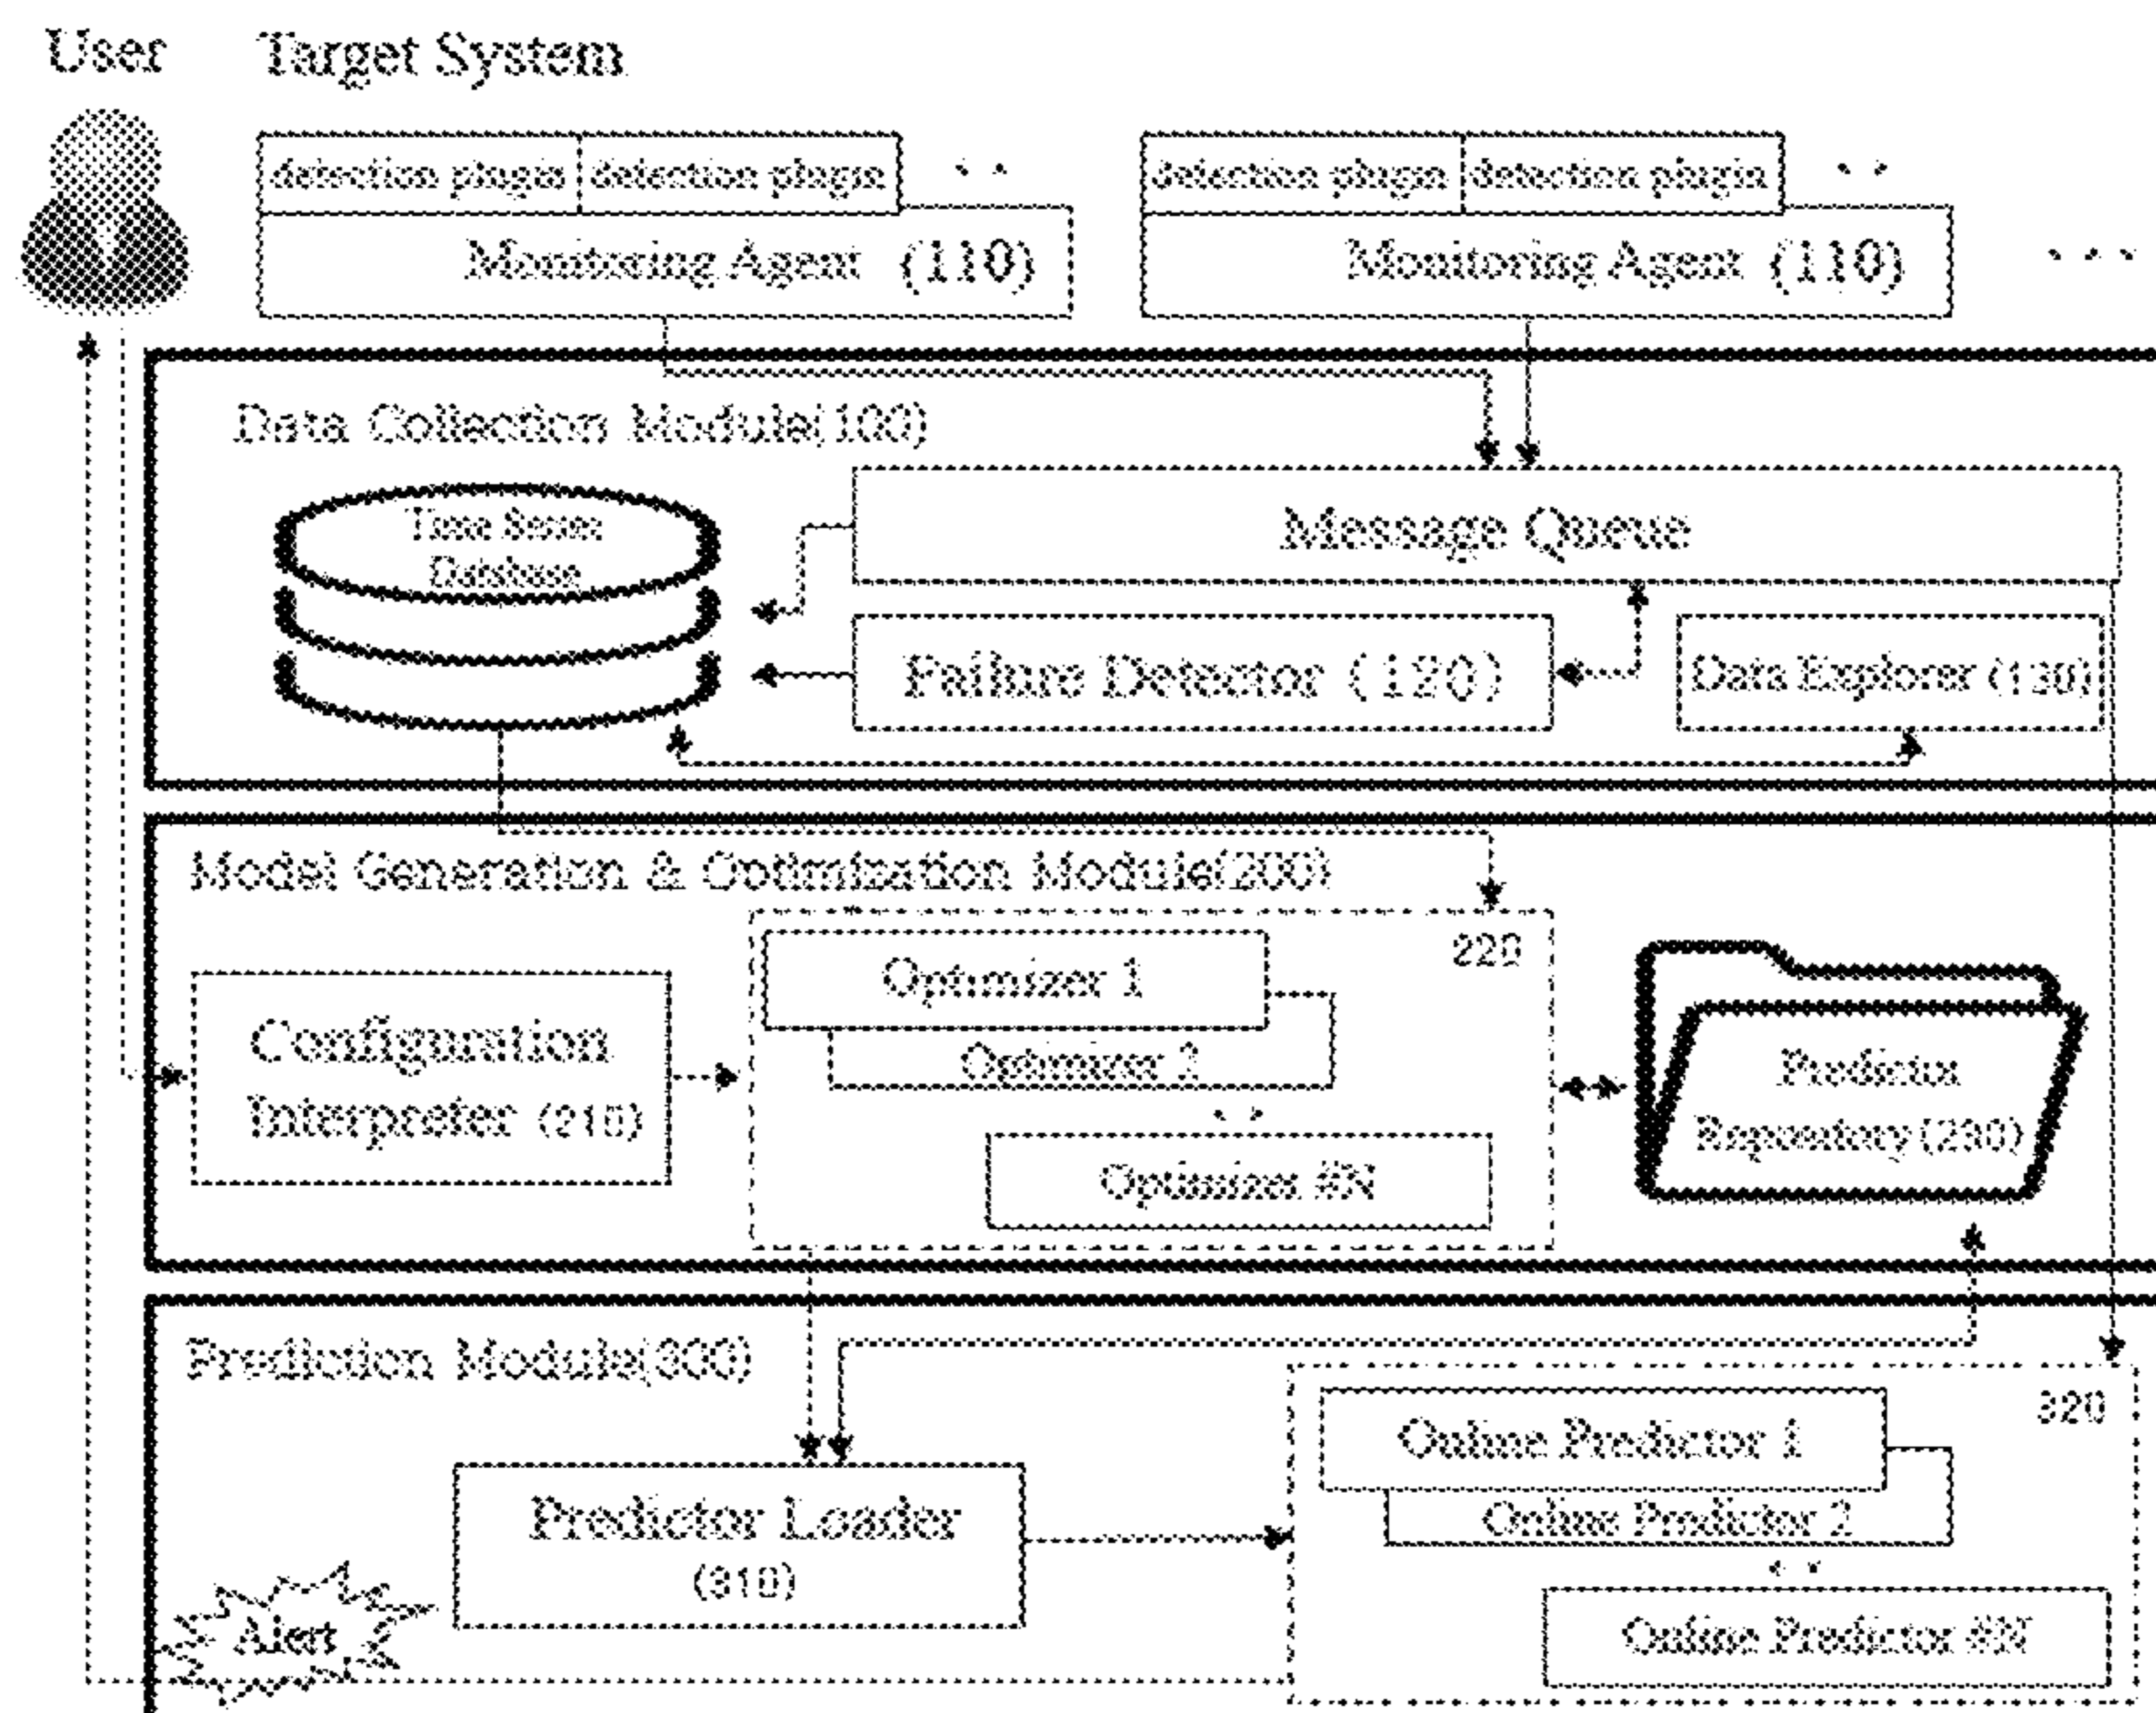 User Target System
detection plugin detection plugin . . detection plugin detection plugin . .
Monitoring Agent (110) Monitoring Agent (110) . . .
Data Collection Module(100)
Time Series
Database
Message Queue
Failure Detector (120) Data Explorer (130)
Model Generation & Optimization Module(200)
220
Optimizer 1
Optimizer 2
. .
Optimizer #N
Configuration
Interpreter (210)
Predictor
Repository(230)
Prediction Module(300)
320
Online Predictor 1
Online Predictor 2
. .
Online Predictor #N
Predictor Loader
(310)
Alert